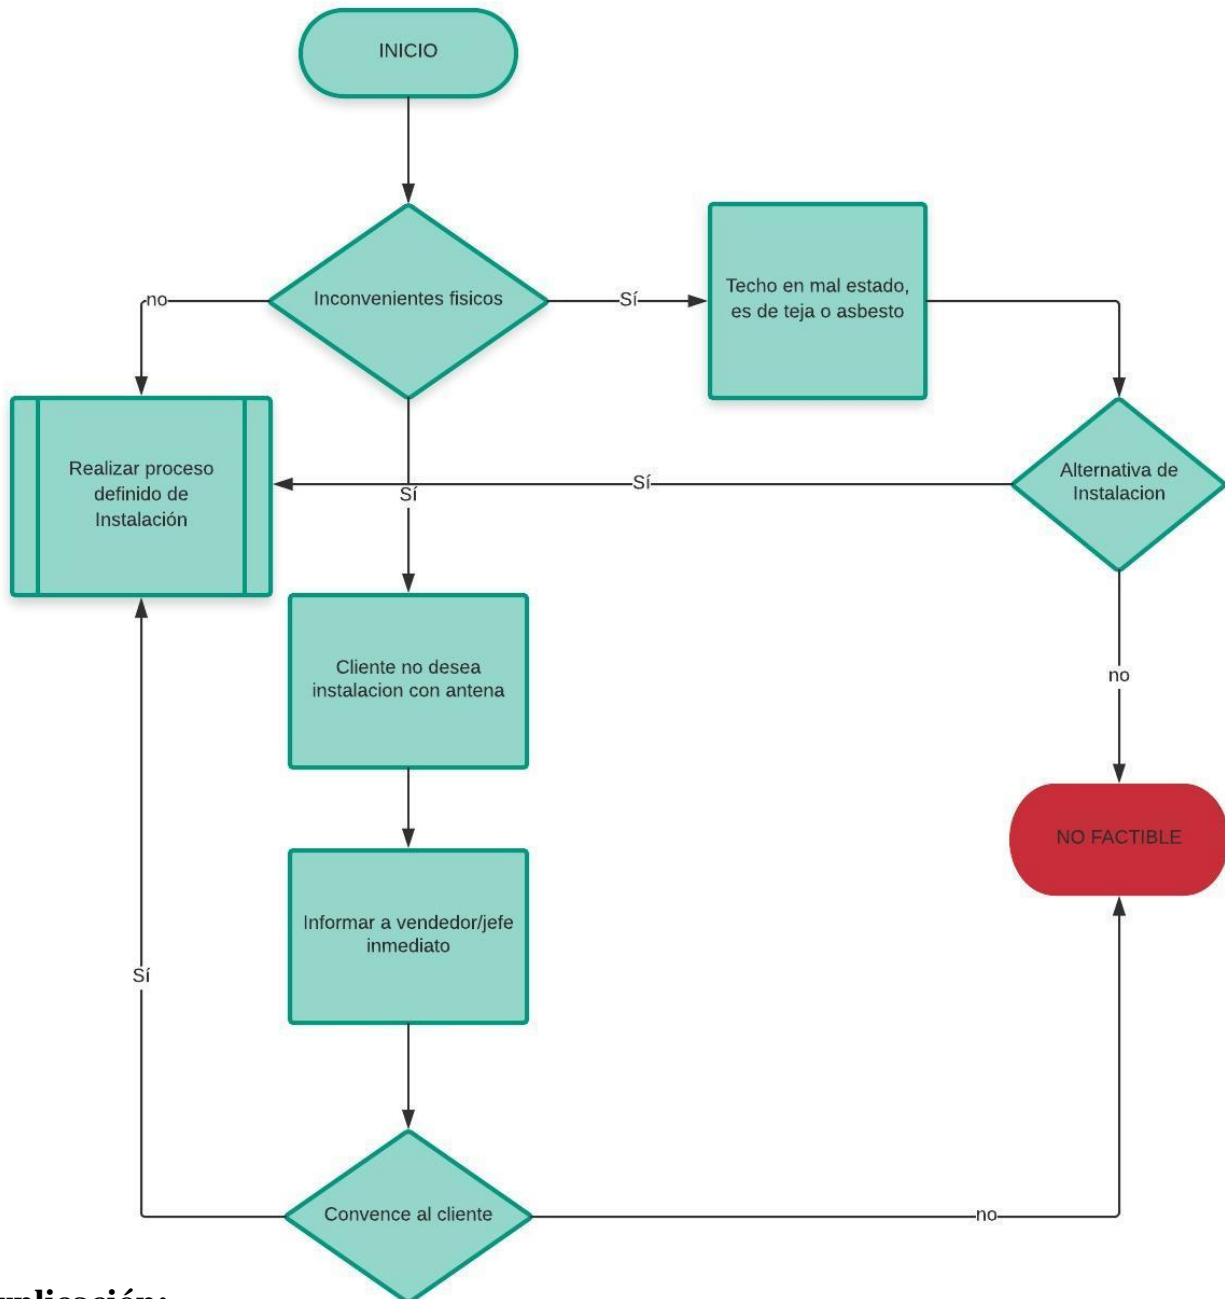 INICIO
Inconvenientes fisicos
no
Sí
Techo en mal estado,
es de teja o asbesto
Realizar proceso
definido de
Instalación
Sí
Sí
Alternativa de
Instalacion
Cliente no desea
instalacion con antena
no
NO FACTIBLE
Informar a vendedor/jefe
inmediato
Sí
Convence al cliente
no